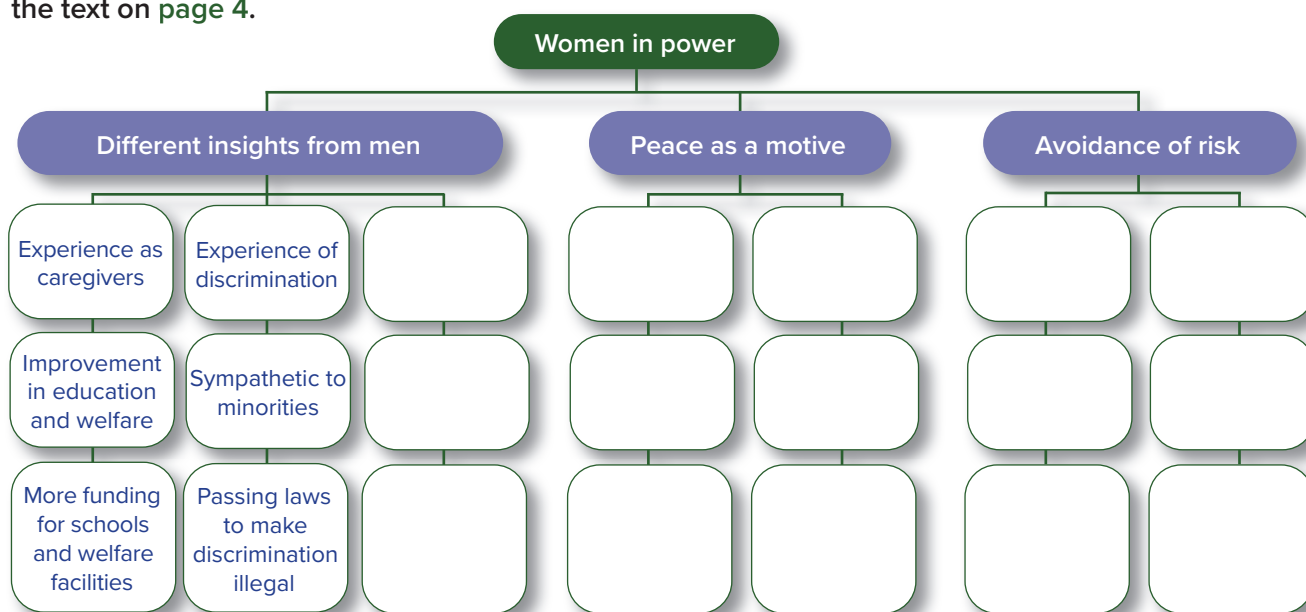 the text on page 4.
Women in power
Different insights from men
Peace as a motive
Avoidance of risk
Experience as
caregivers
Experience of
discrimination
Improvement
in education
and welfare
Sympathetic to
minorities
More funding
for schools
and welfare
facilities
Passing laws
to make
discrimination
illegal